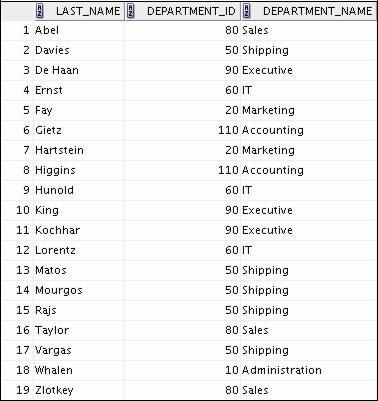 LAST_NAME DEPARTMENT_ID DEPARTMENT_NAME
1 Abel 80 Sales
2 Davies 50 Shipping
3 De Haan 90 Executive
4 Ernst 60 IT
5 Fay 20 Marketing
6 Gietz 110 Accounting
7 Hartstein 20 Marketing
8 Higgins 110 Accounting
9 Hunold 60 IT
10 King 90 Executive
11 Kochhar 90 Executive
12 Lorentz 60 IT
13 Matos 50 Shipping
14 Mourgos 50 Shipping
15 Rajs 50 Shipping
16 Taylor 80 Sales
17 Vargas 50 Shipping
18 Whalen 10 Administration
19 Zlotkey 80 Sales